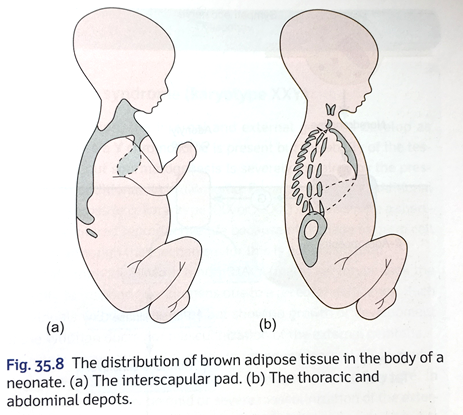 (a)
(b)
Fig. 35.8 The distribution of brown adipose tissue in the body of a
neonate. (a) The interscapular pad. (b) The thoracic and
abdominal depots.